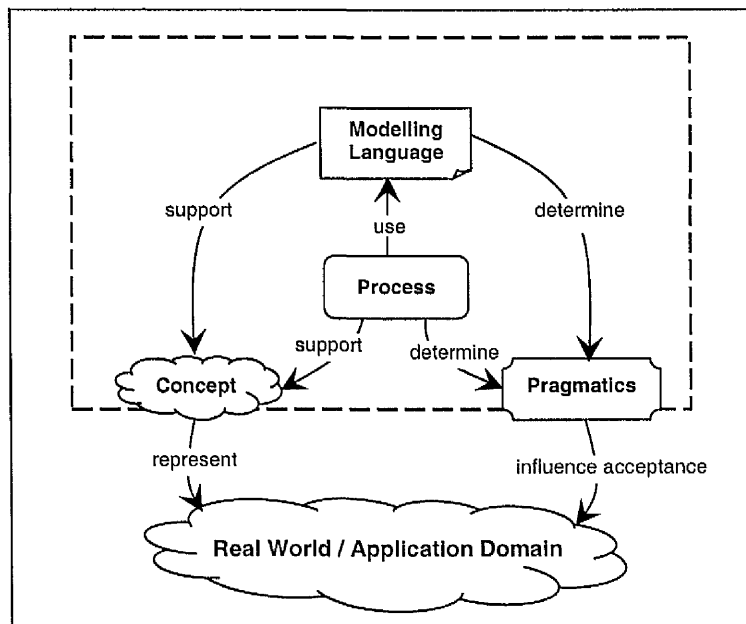 Modelling
Language
support
determine
use
Process
support
determine
Concept
Pragmatics
represent
influence acceptance
Real World / Application Domain